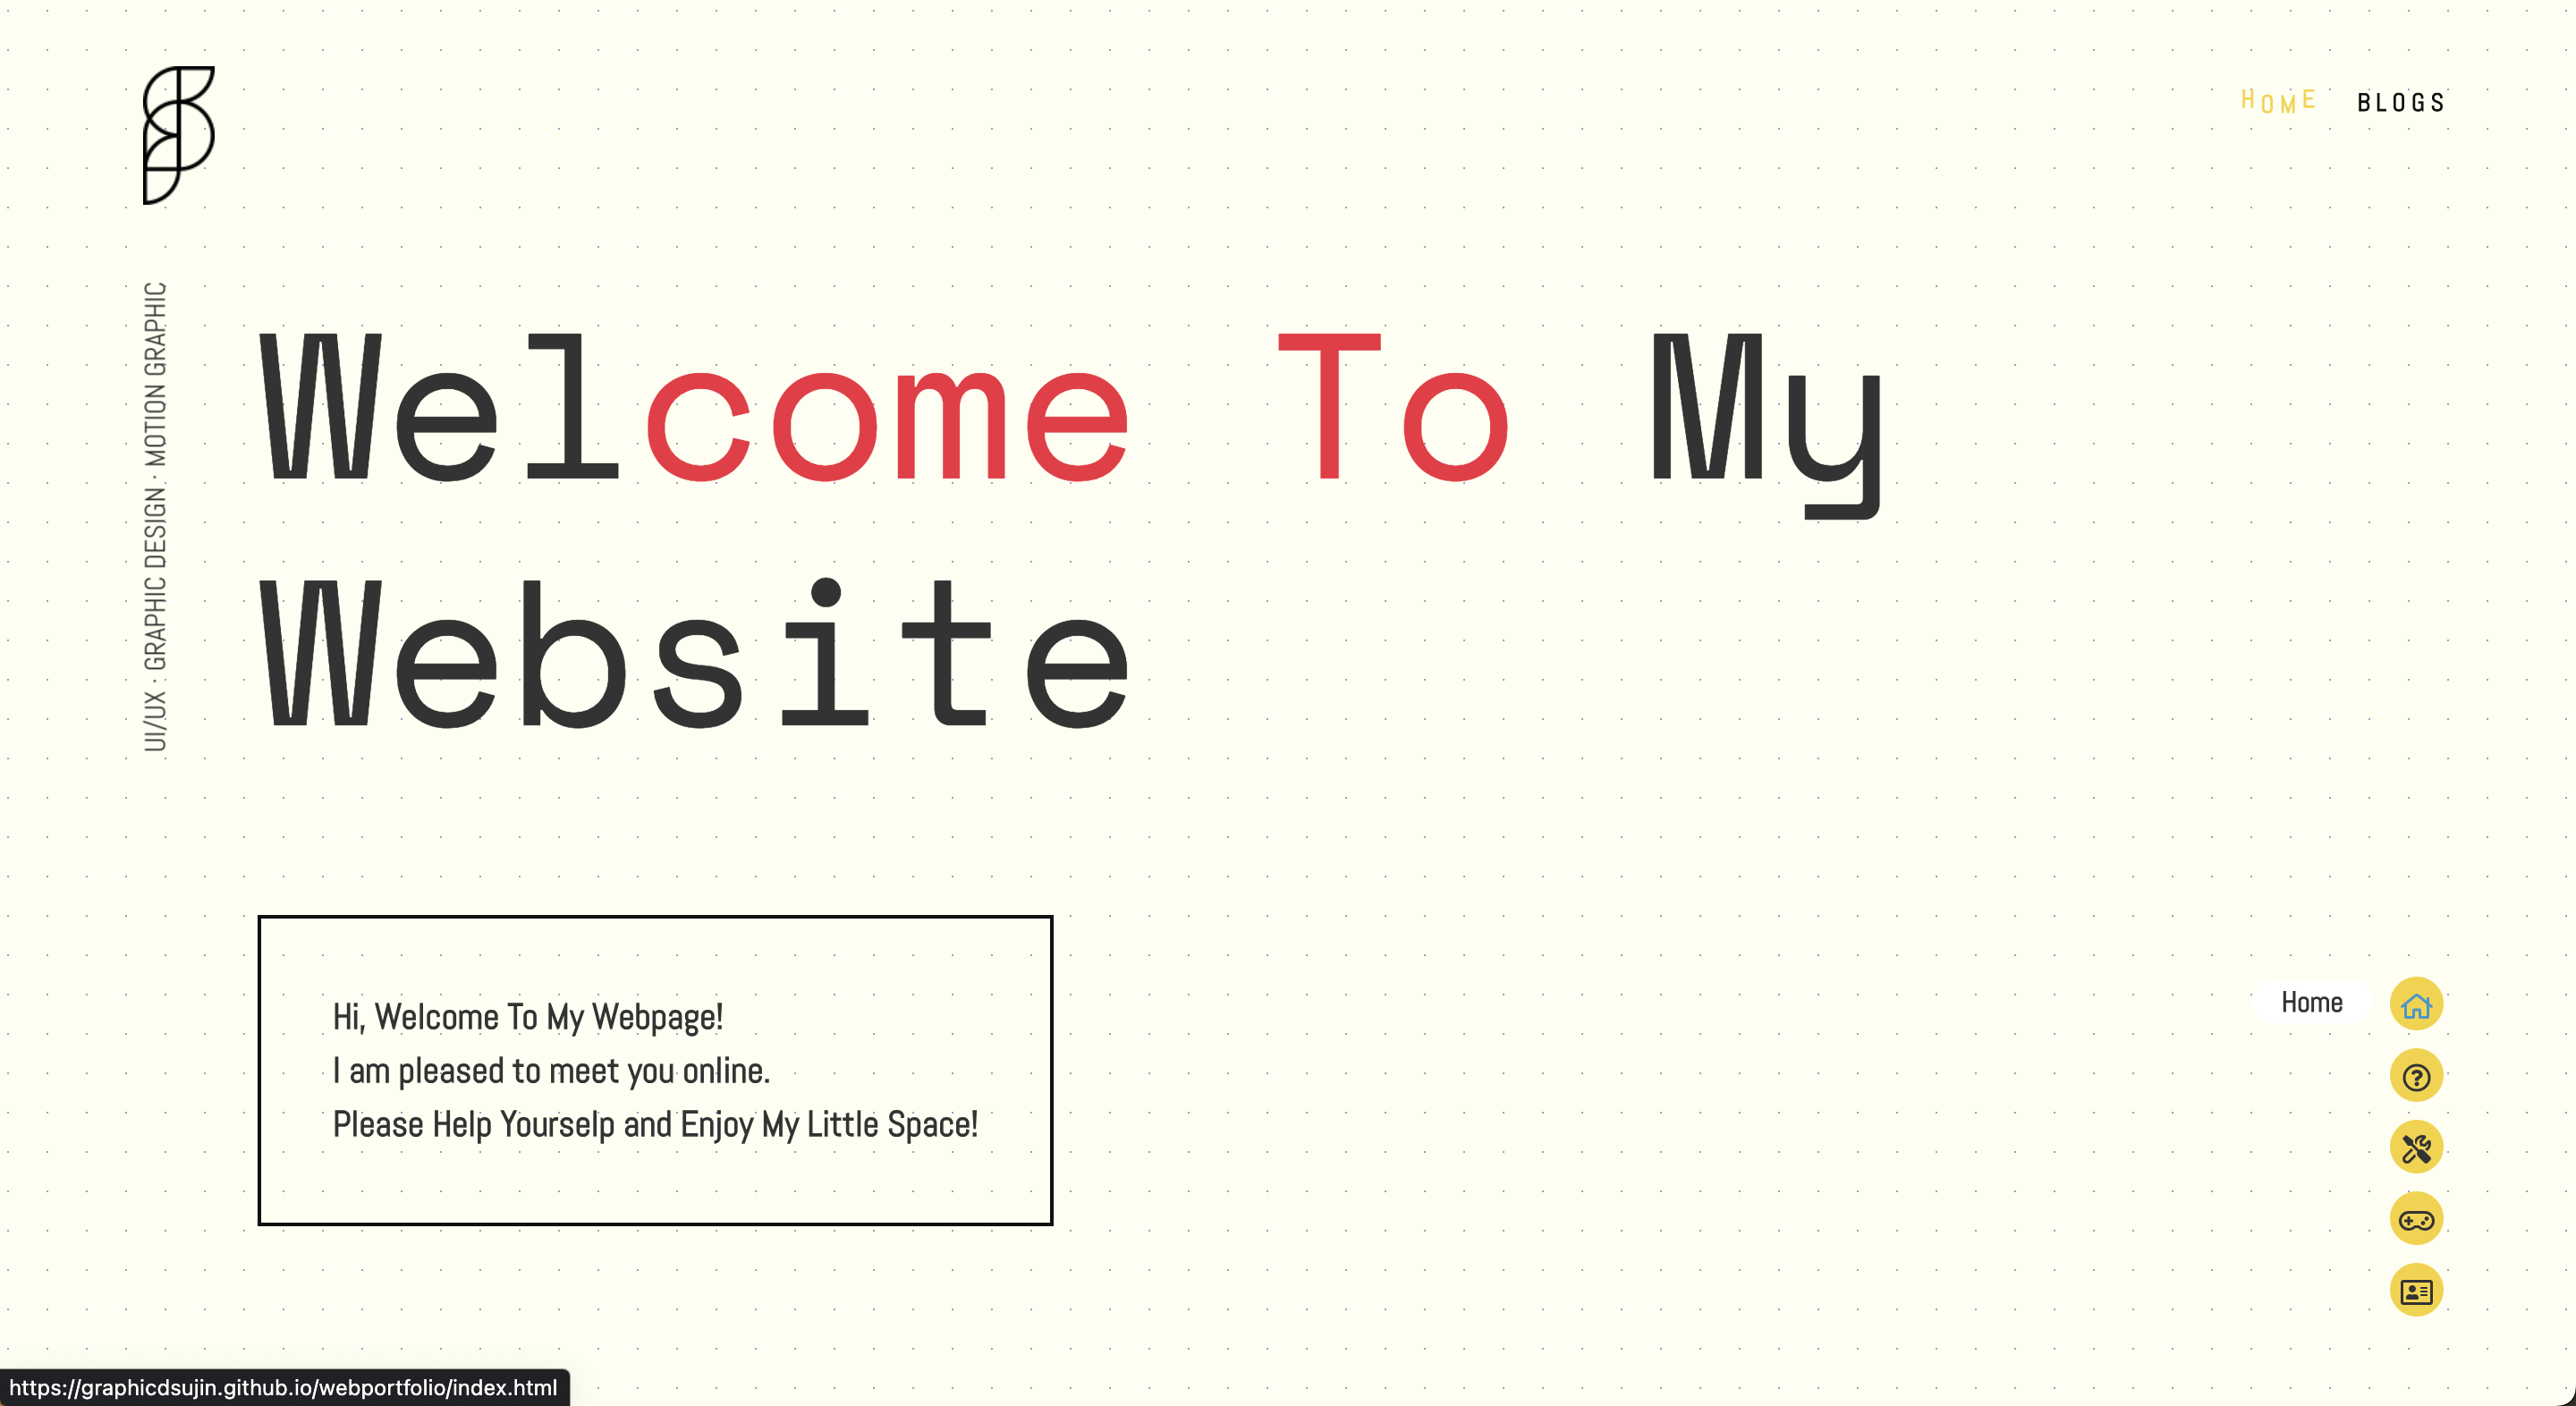 HOME BLOGS
UI/UX · GRAPHIC DESIGN · MOTION GRAPHIC
Welcome To My
Website
Hi, Welcome To My Webpage!
I am pleased to meet you online.
Please Help Yourselp and Enjoy My Little Space!
Home
https://graphicdsujin.github.io/webportfolio/index.html